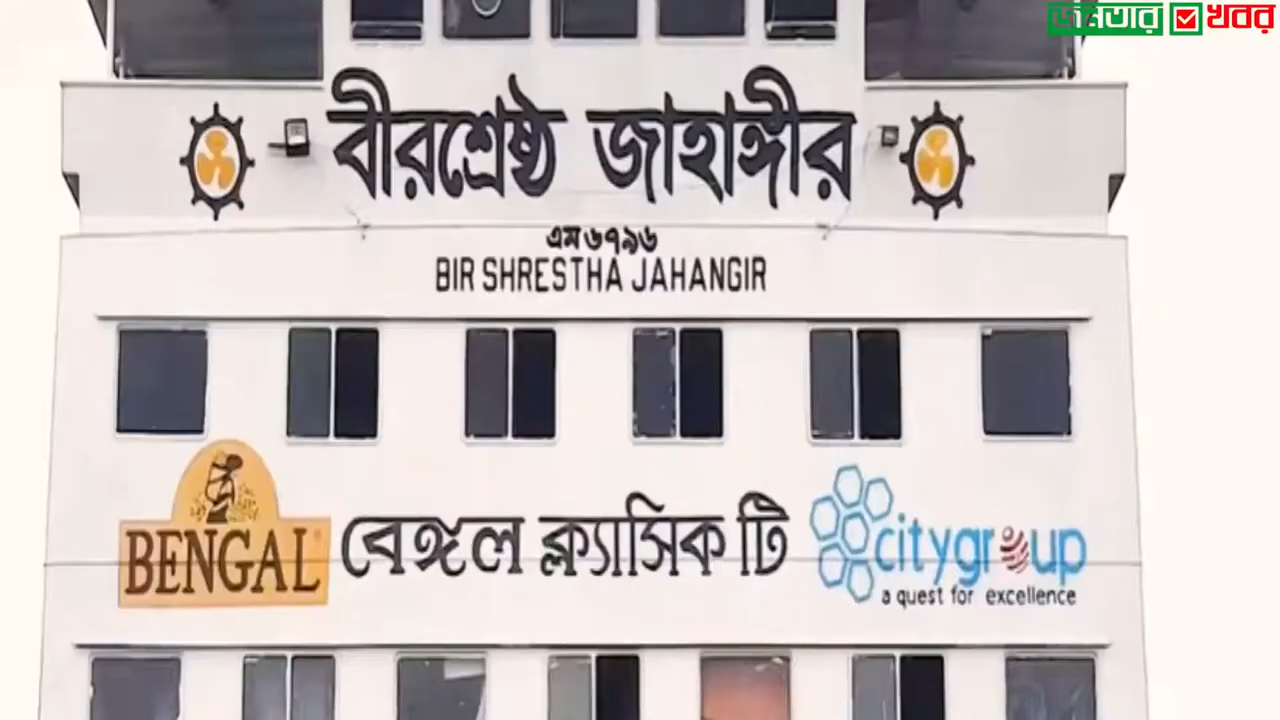 জনতার খবর
বীরশ্রেষ্ঠ জাহাঙ্গীর
এম ৬৭৯৬
BIR SHRESTHA JAHANGIR
BENGAL বেঙ্গল ক্ল্যাসিক টি citygroup
a quest for excellence